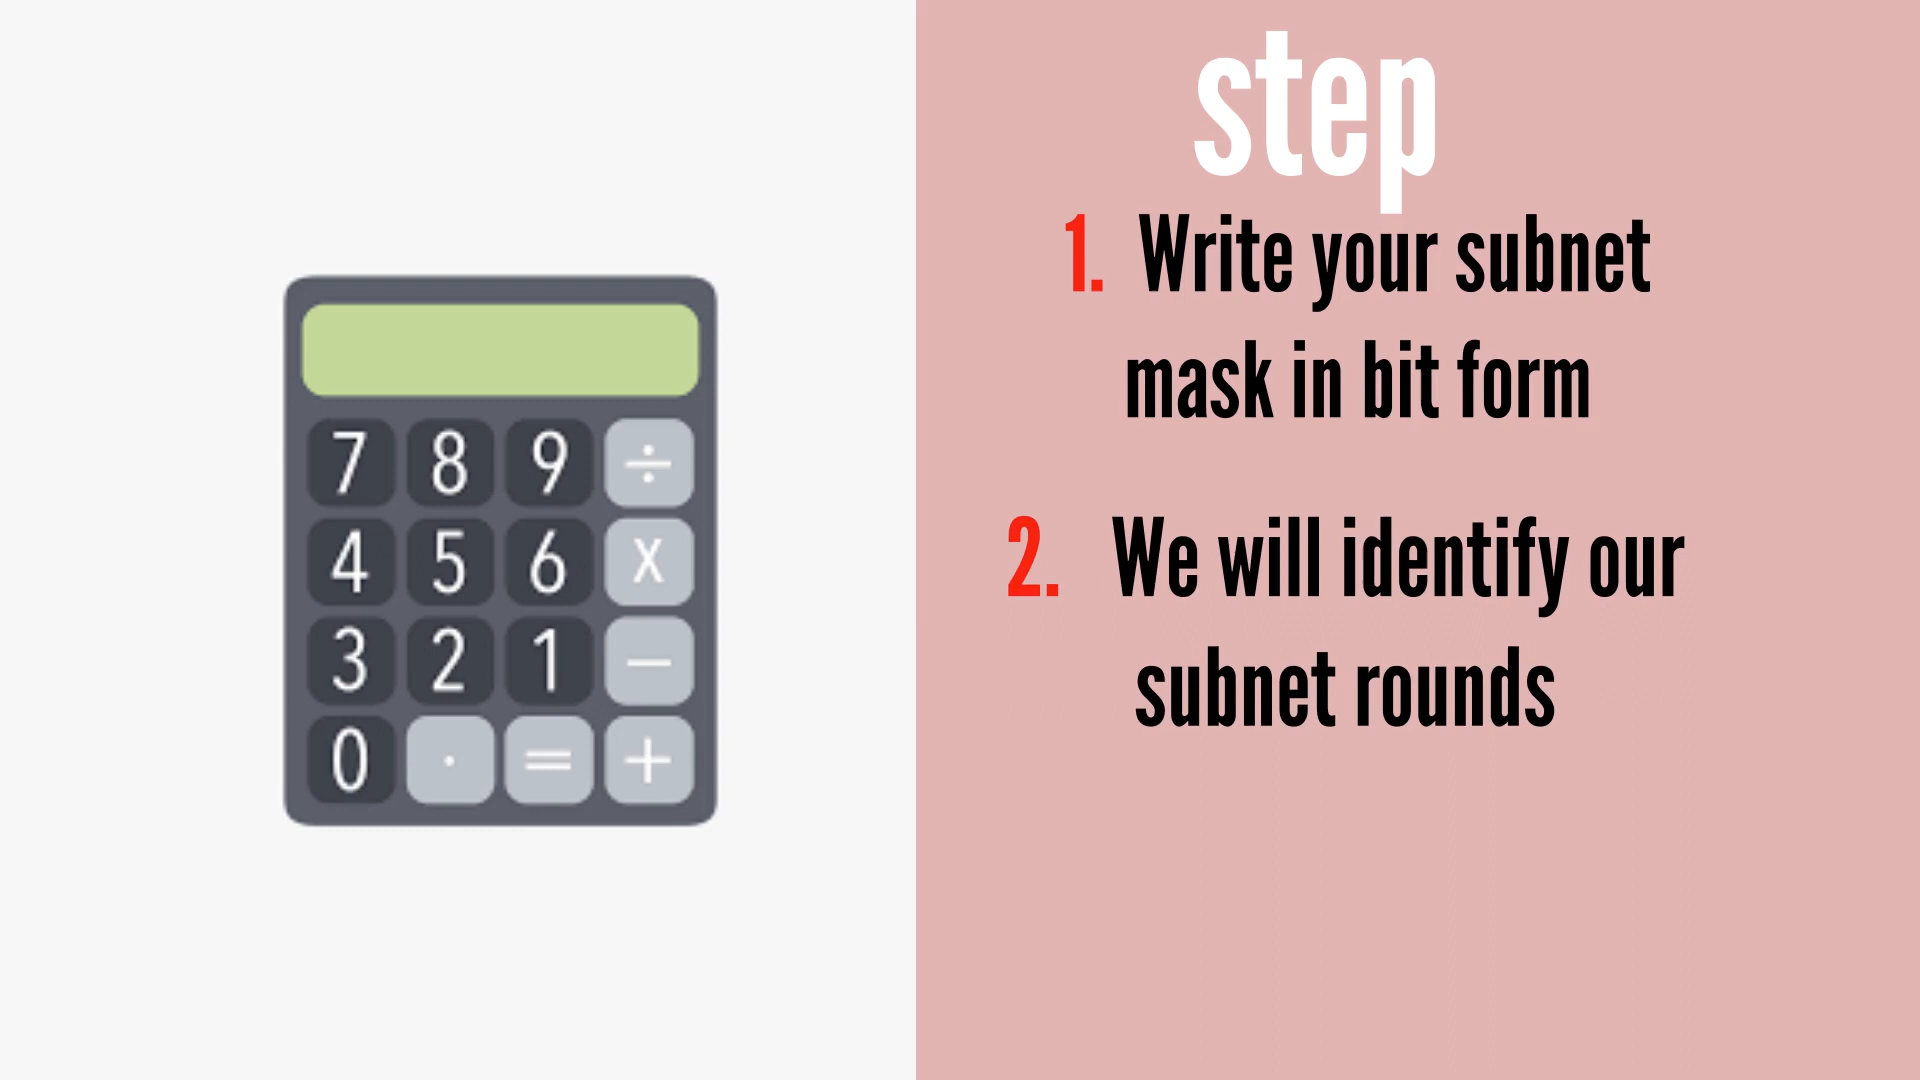 7 8 9 ÷
4 5 6 X
3 2 1 −
0 . = +
step
1. Write your subnet
mask in bit form
2. We will identify our
subnet rounds